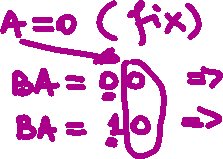 A=0 (fix)
BA = 00 =>
BA = 10 =>